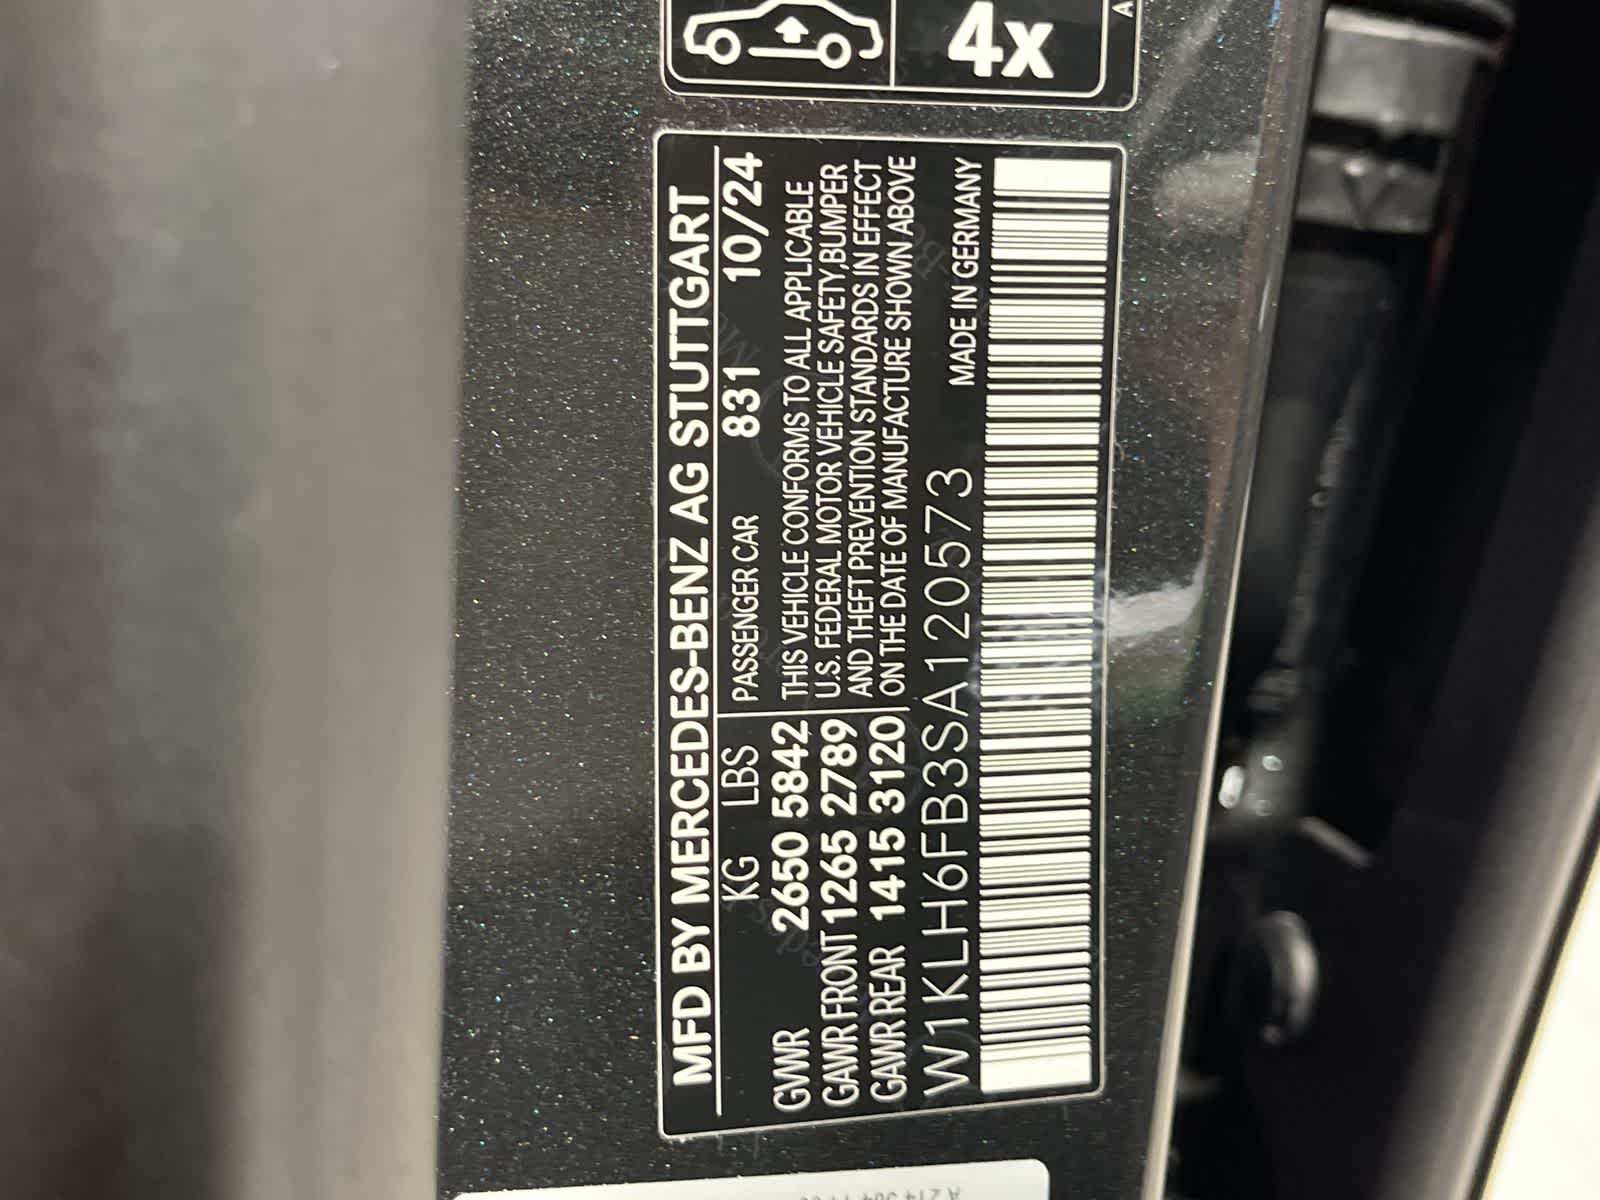 4x
MFD BY MERCEDES-BENZ AG STUTTGART
KG LBS PASSENGER CAR 831 10/24
GWWR 2650 5842 THIS VEHICLE CONFORMS TO ALL APPLICABLE
GAWR FRONT 1265 2789 U.S. FEDERAL MOTOR VEHICLE SAFETY, BUMPER
AND THEFT PREVENTION STANDARDS IN EFFECT
GAWR REAR 1415 3120 ON THE DATE OF MANUFACTURE SHOWN ABOVE
W1KLH6FB3SA120573 MADE IN GERMANY